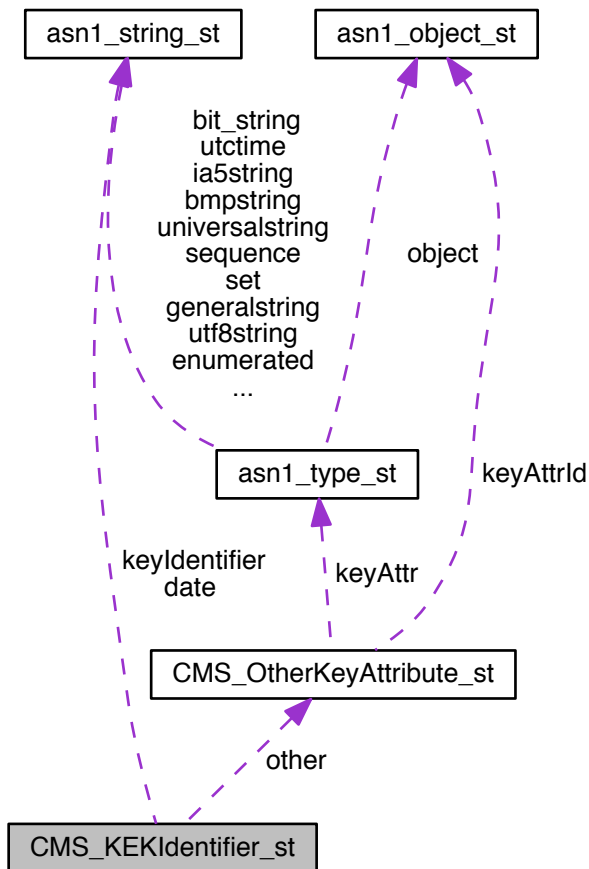 asn1_string_st
asn1_object_st
bit_string
utctime
ia5string
bmpstring
universalstring
sequence
set
generalstring
utf8string
enumerated
...
object
asn1_type_st
keyAttrId
keyIdentifier
date
keyAttr
CMS_OtherKeyAttribute_st
other
CMS_KEKIdentifier_st